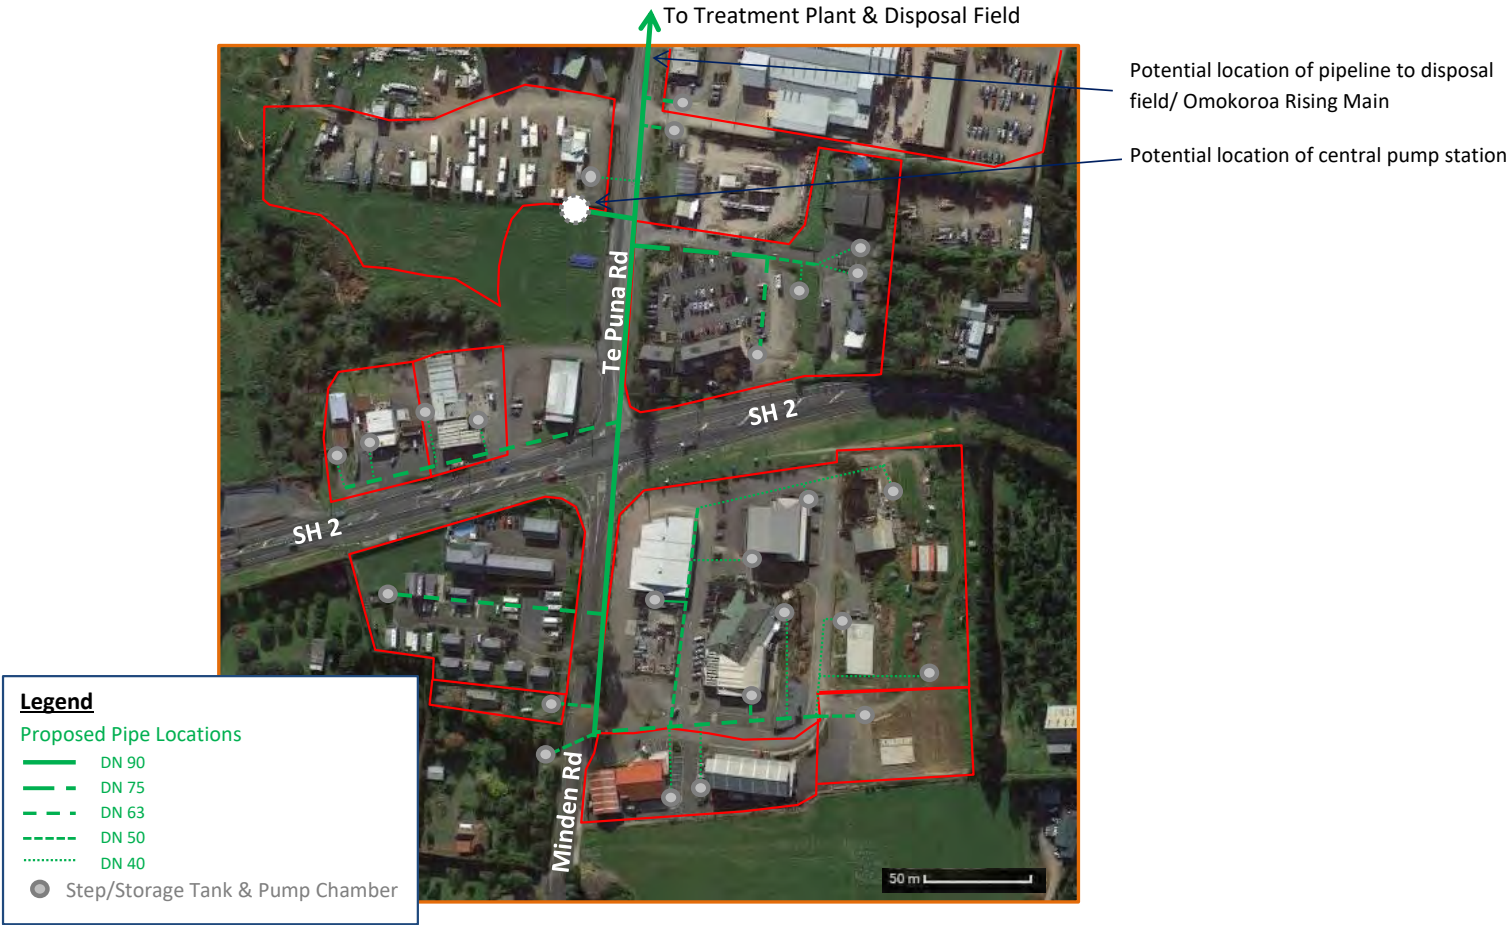 To Treatment Plant & Disposal Field
Potential location of pipeline to disposal
field/ Omokoroa Rising Main
Potential location of central pump station
Te Puna Rd
SH 2
SH 2
Minden Rd
50 m
Legend
Proposed Pipe Locations
DN 90
DN 75
DN 63
DN 50
DN 40
Step/Storage Tank & Pump Chamber